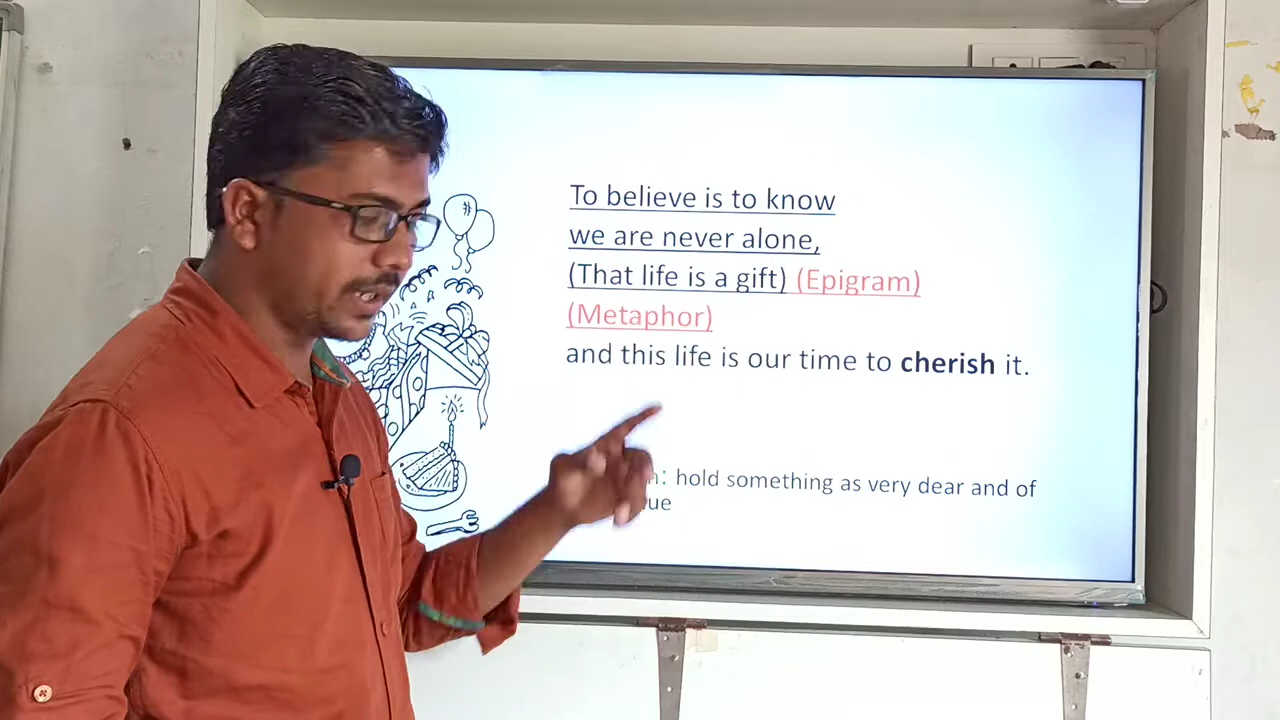 To believe is to know
we are never alone,
(That life is a gift) (Epigram)
(Metaphor)
and this life is our time to cherish it.
: hold something as very dear and of